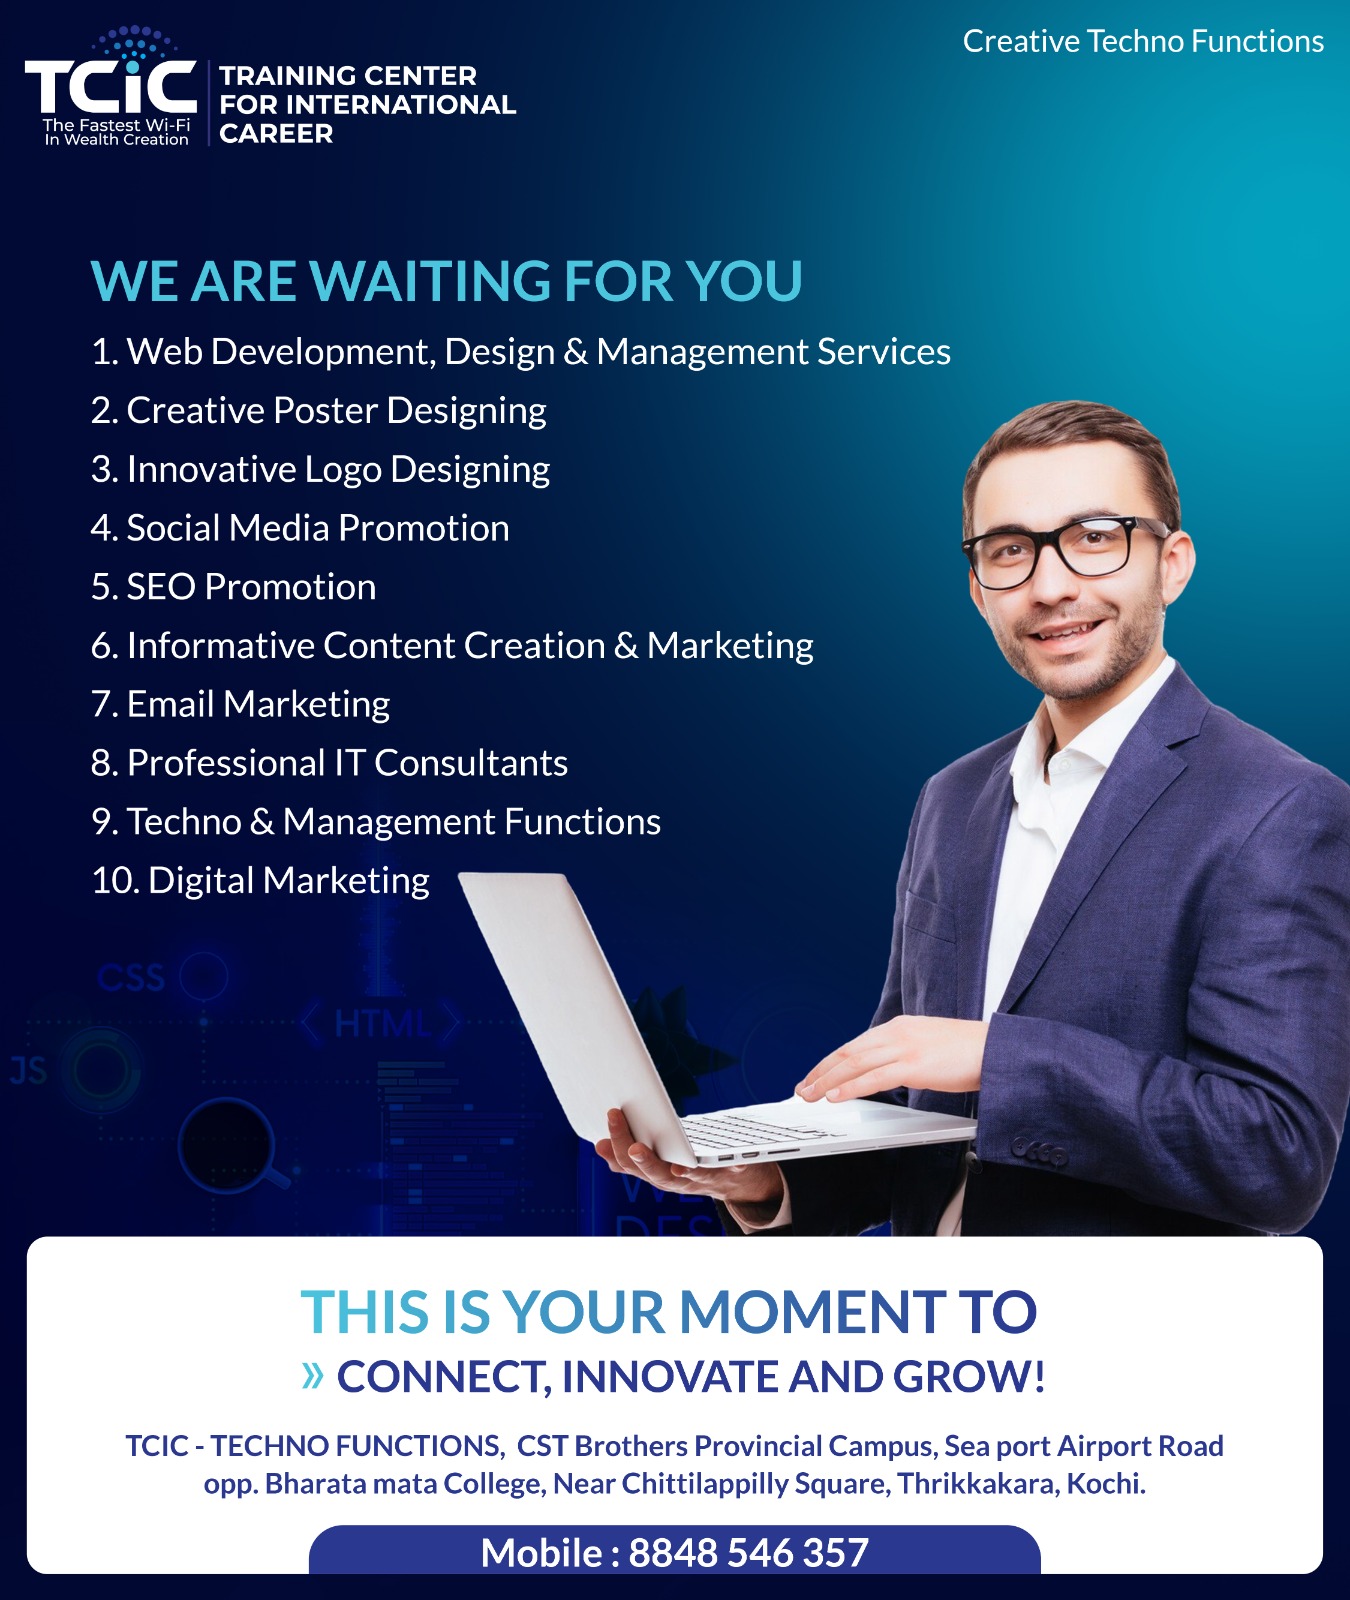 TCiC
The Fastest Wi-Fi
In Wealth Creation
TRAINING CENTER
FOR INTERNATIONAL
CAREER
Creative Techno Functions
WE ARE WAITING FOR YOU
1. Web Development, Design & Management Services
2. Creative Poster Designing
3. Innovative Logo Designing
4. Social Media Promotion
5. SEO Promotion
6. Informative Content Creation & Marketing
7. Email Marketing
8. Professional IT Consultants
9. Techno & Management Functions
10. Digital Marketing
CSS
HTML
JS
THIS IS YOUR MOMENT TO
» CONNECT, INNOVATE AND GROW!
TCIC - TECHNO FUNCTIONS, CST Brothers Provincial Campus, Sea port Airport Road
opp. Bharata mata College, Near Chittilappilly Square, Thrikkakara, Kochi.
Mobile : 8848 546 357